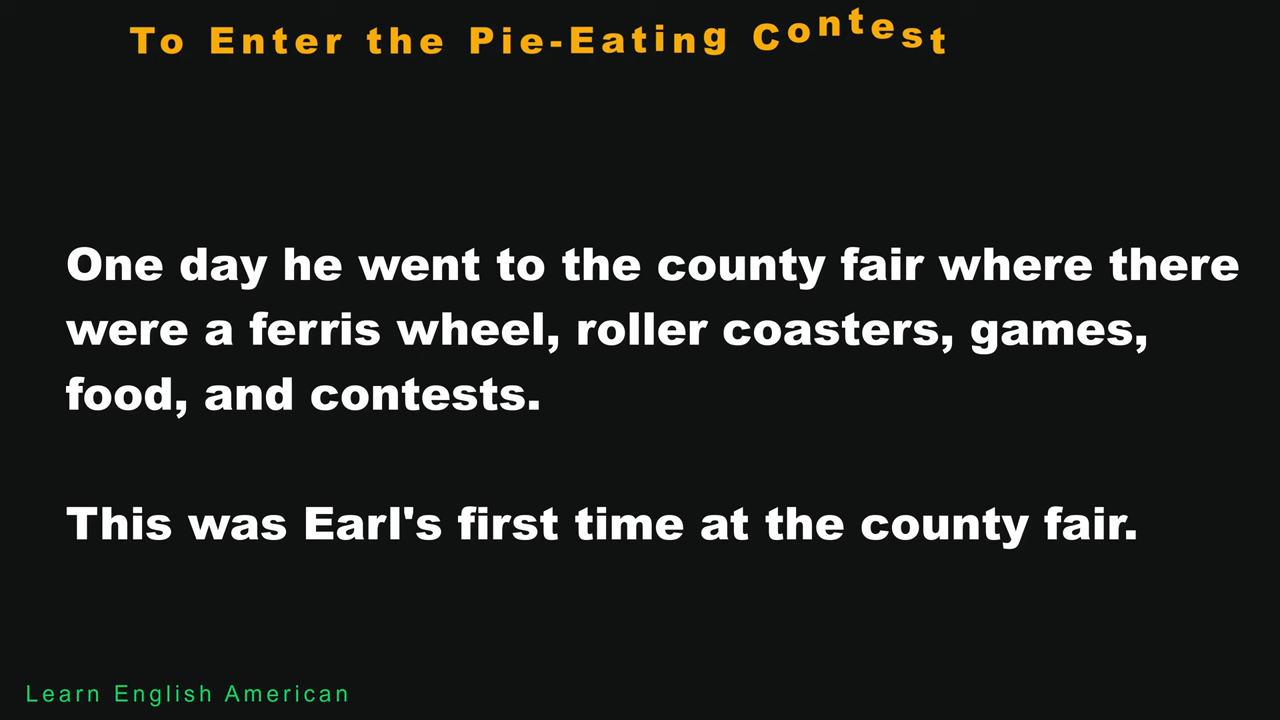 To Enter the Pie-Eating Contest
One day he went to the county fair where there
were a ferris wheel, roller coasters, games,
food, and contests.
This was Earl's first time at the county fair.
Learn English American